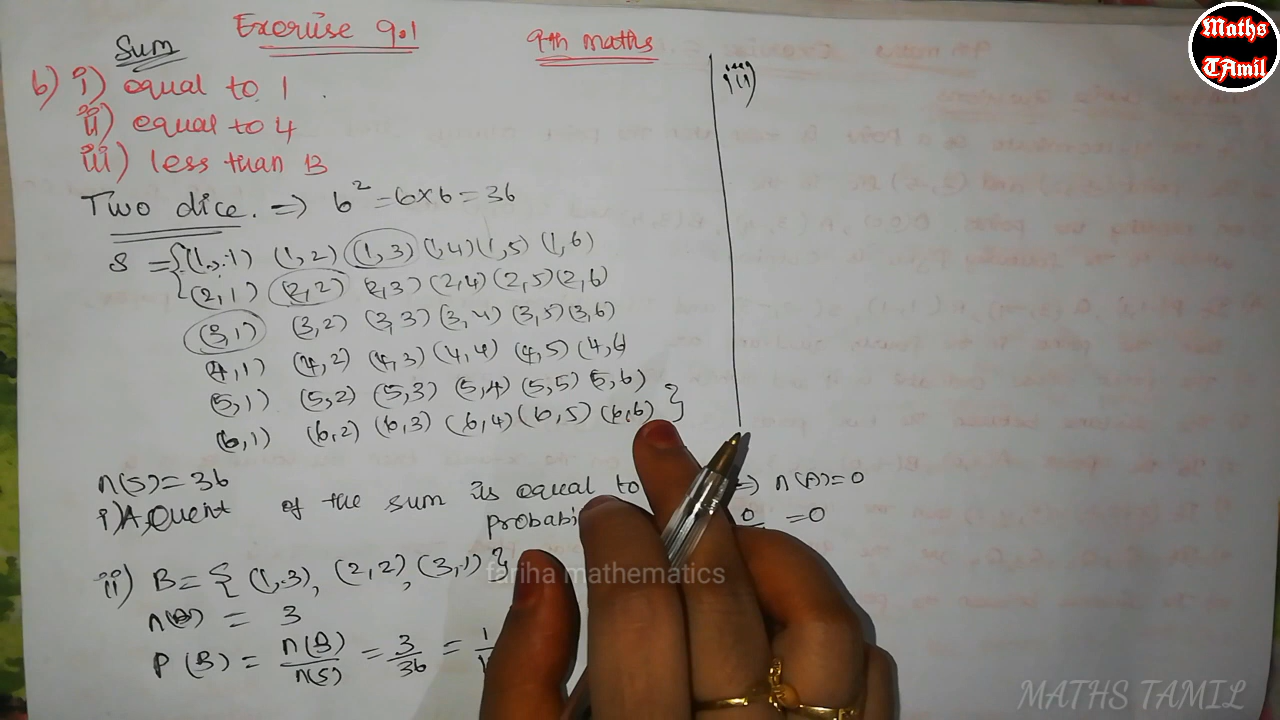 Exercise 9.1
9th maths
Maths
TAmil
Sum
6) i) equal to 1
ii) equal to 4
iii) less than 13
Two dice. => 6² = 6×6 = 36
S = {(1,1) (1,2) (1,3) (1,4) (1,5) (1,6)
(2,1) (2,2) (2,3) (2,4) (2,5) (2,6)
(3,1) (3,2) (3,3) (3,4) (3,5) (3,6)
(4,1) (4,2) (4,3) (4,4) (4,5) (4,6
(5,1) (5,2) (5,3) (5,4) (5,5) (5,6)
(6,1) (6,2) (6,3) (6,4) (6,5) (6,6) }
n(S) = 36
i) A, event of the sum is equal to => n(A) = 0
probabi 0 = 0
ii) B = { (1,3), (2,2), (3,1) }
n(B) = 3
P(B) = n(B)/n(S) = 3/36 = 1/1
iii)
fariha mathematics
MATHS TAMIL